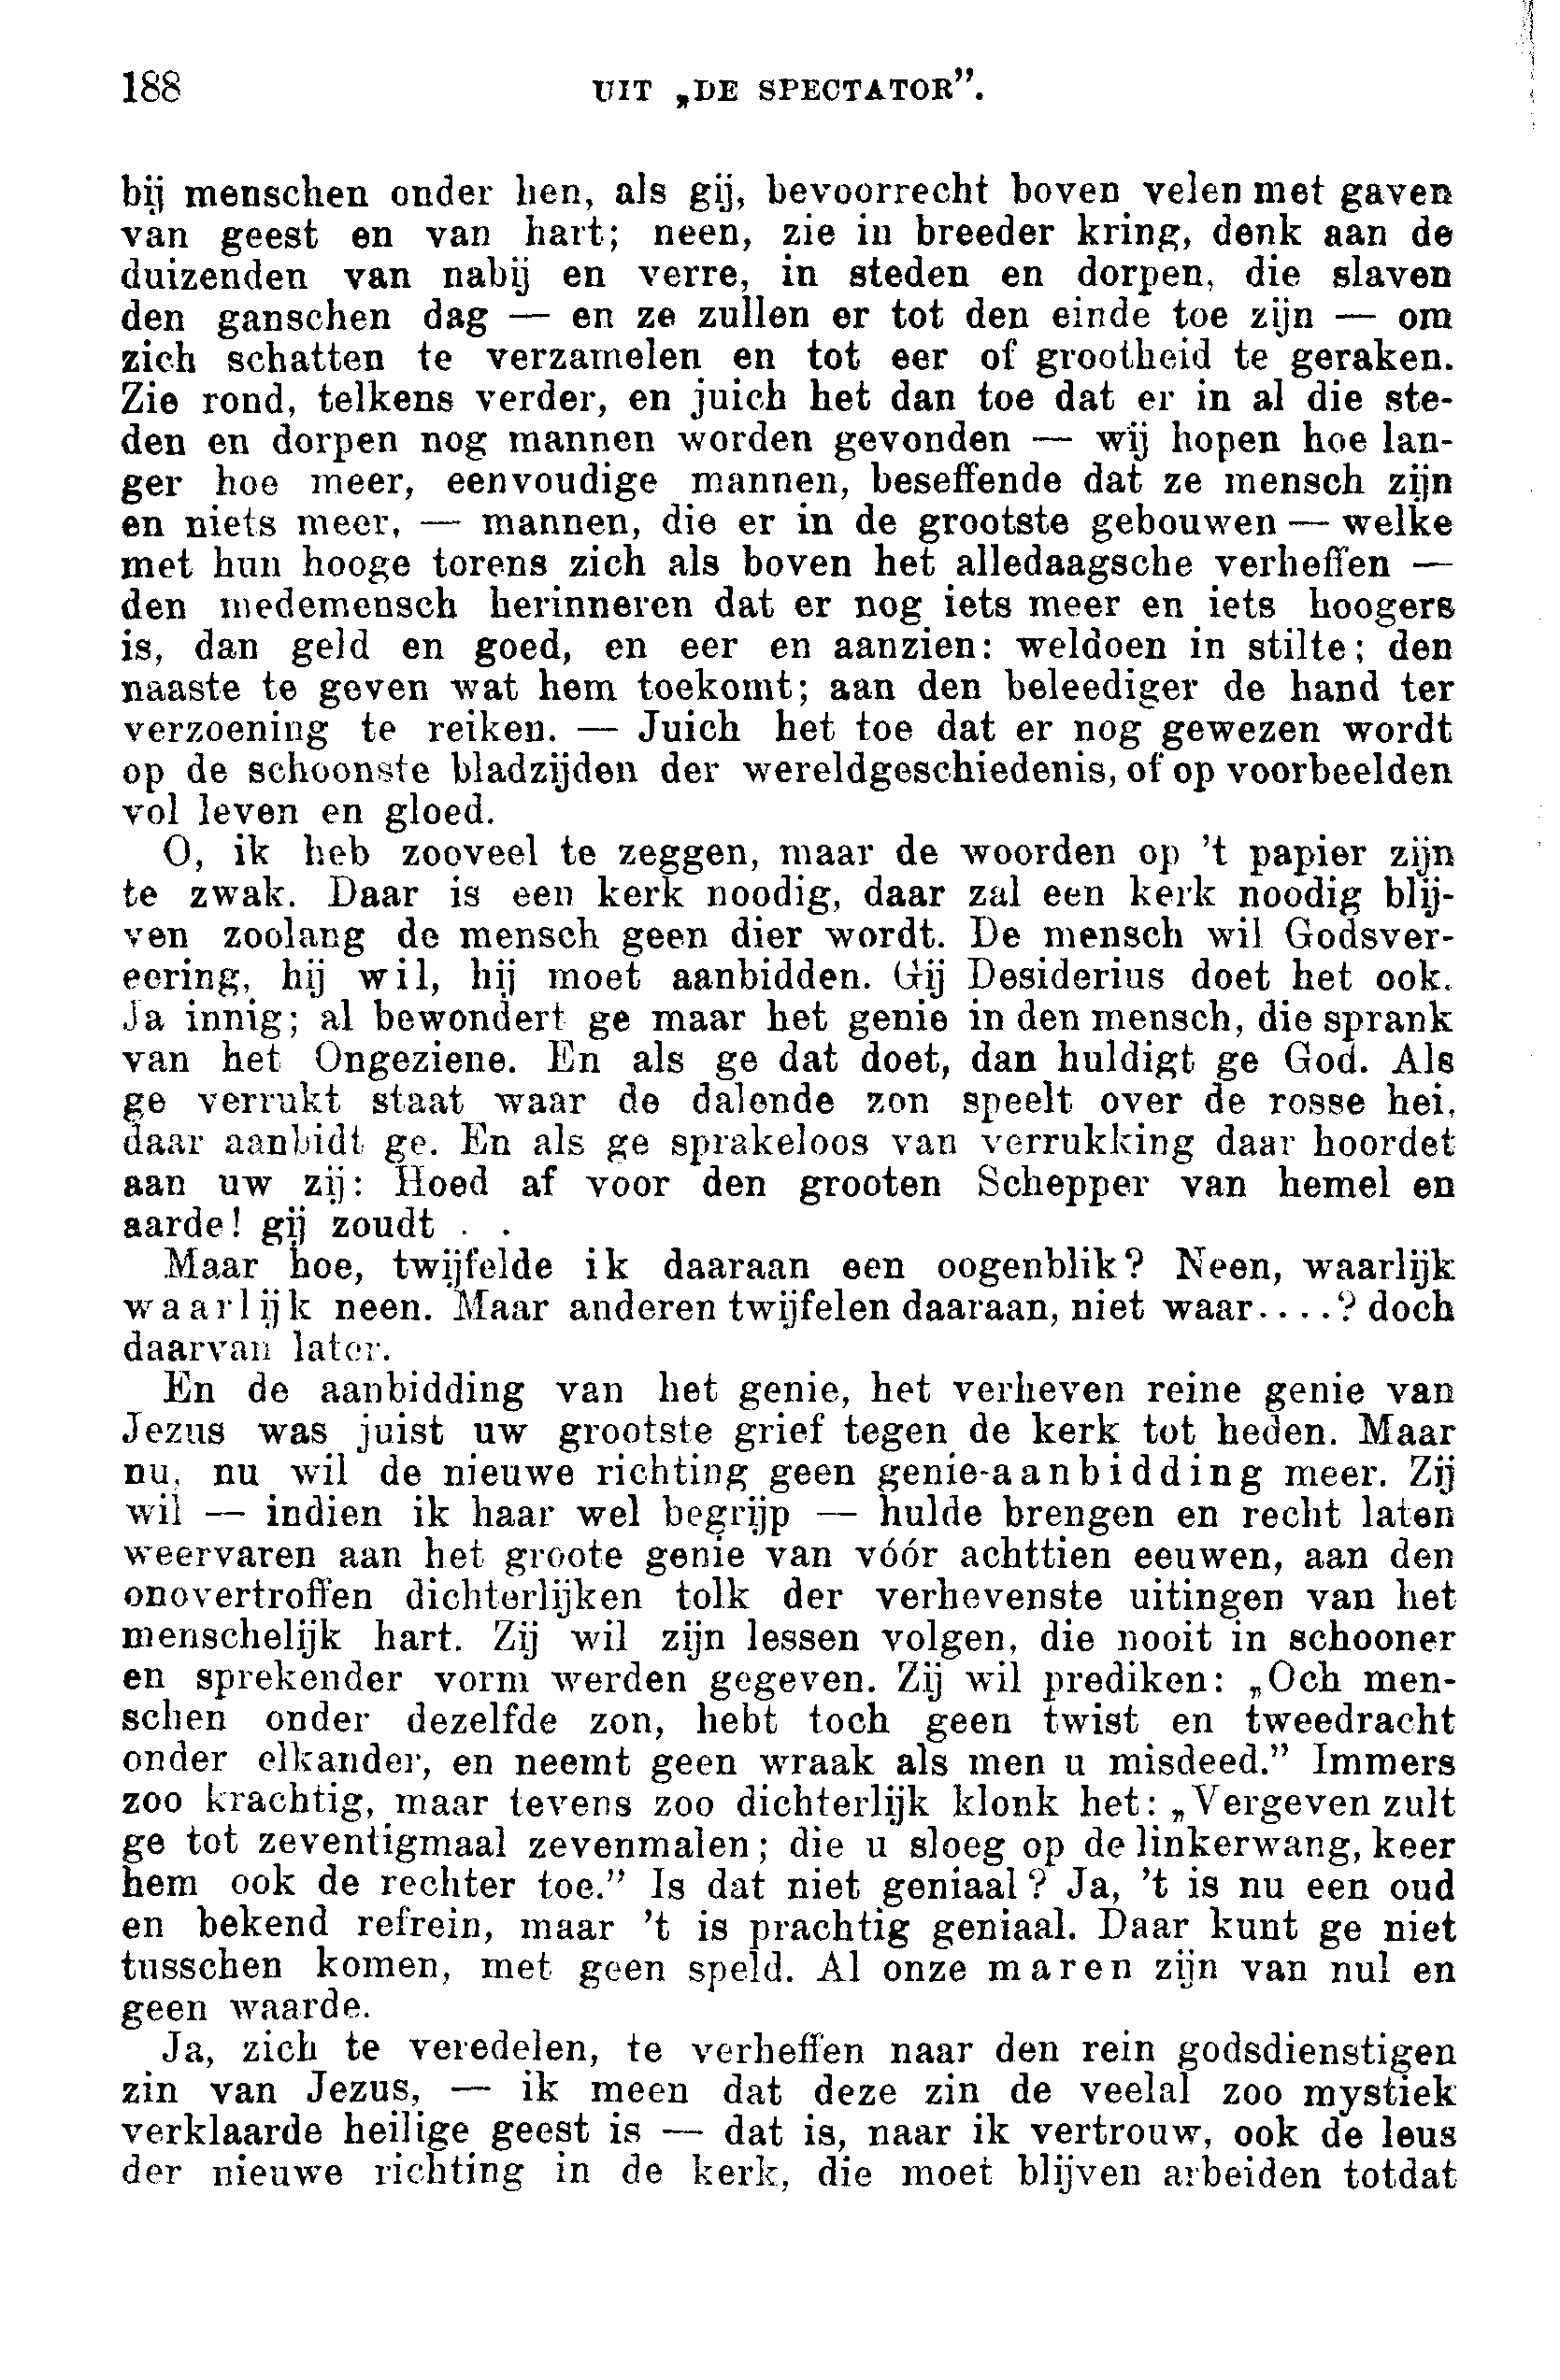 188 UIT „DE SPECTATOR”.
bij menschen onder hen, als gij, bevoorrecht boven velen met gaven
van geest en van hart; neen, zie in breeder kring, denk aan de
duizenden van nabij en verre, in steden en dorpen, die slaven
den ganschen dag — en ze zullen er tot den einde toe zijn — om
zich schatten te verzamelen en tot eer of grootheid te geraken.
Zie rond, telkens verder, en juich het dan toe dat er in al die ste-
den en dorpen nog mannen worden gevonden — wij hopen hoe lan-
ger hoe meer, eenvoudige mannen, beseffende dat ze mensch zijn
en niets meer, — mannen, die er in de grootste gebouwen — welke
met hun hooge torens zich als boven het alledaagsche verheffen —
den medemensch herinneren dat er nog iets meer en iets hoogers
is, dan geld en goed, en eer en aanzien: weldoen in stilte; den
naaste te geven wat hem toekomt; aan den beleediger de hand ter
verzoening te reiken. — Juich het toe dat er nog gewezen wordt
op de schoonste bladzijden der wereldgeschiedenis, of op voorbeelden
vol leven en gloed.
O, ik heb zooveel te zeggen, maar de woorden op 't papier zijn
te zwak. Daar is een kerk noodig, daar zal een kerk noodig blij-
ven zoolang de mensch geen dier wordt. De mensch wil Godsver-
eering, hij wil, hij moet aanbidden. Gij Desiderius doet het ook.
Ja innig; al bewondert ge maar het genie in den mensch, die sprank
van het Ongeziene. En als ge dat doet, dan huldigt ge God. Als
ge verrukt staat waar de dalende zon speelt over de rosse hei,
daar aanbidt ge. En als ge sprakeloos van verrukking daar hoordet
aan uw zij: Hoed af voor den grooten Schepper van hemel en
aarde! gij zoudt . .
Maar hoe, twijfelde ik daaraan een oogenblik? Neen, waarlijk
waarlijk neen. Maar anderen twijfelen daaraan, niet waar....? doch
daarvan later.
En de aanbidding van het genie, het verheven reine genie van
Jezus was juist uw grootste grief tegen de kerk tot heden. Maar
nu, nu wil de nieuwe richting geen genie-aanbidding meer. Zij
wil — indien ik haar wel begrijp — hulde brengen en recht laten
weervaren aan het groote genie van vóór achttien eeuwen, aan den
onovertroffen dichterlijken tolk der verhevenste uitingen van het
menschelijk hart. Zij wil zijn lessen volgen, die nooit in schooner
en sprekender vorm werden gegeven. Zij wil prediken: „Och men-
schen onder dezelfde zon, hebt toch geen twist en tweedracht
onder elkander, en neemt geen wraak als men u misdeed.” Immers
zoo krachtig, maar tevens zoo dichterlijk klonk het: „Vergeven zult
ge tot zeventigmaal zevenmalen; die u sloeg op de linkerwang, keer
hem ook de rechter toe.” Is dat niet geniaal? Ja, 't is nu een oud
en bekend refrein, maar 't is prachtig geniaal. Daar kunt ge niet
tusschen komen, met geen speld. Al onze maren zijn van nul en
geen waarde.
Ja, zich te veredelen, te verheffen naar den rein godsdienstigen
zin van Jezus, — ik meen dat deze zin de veelal zoo mystiek
verklaarde heilige geest is — dat is, naar ik vertrouw, ook de leus
der nieuwe richting in de kerk, die moet blijven arbeiden totdat